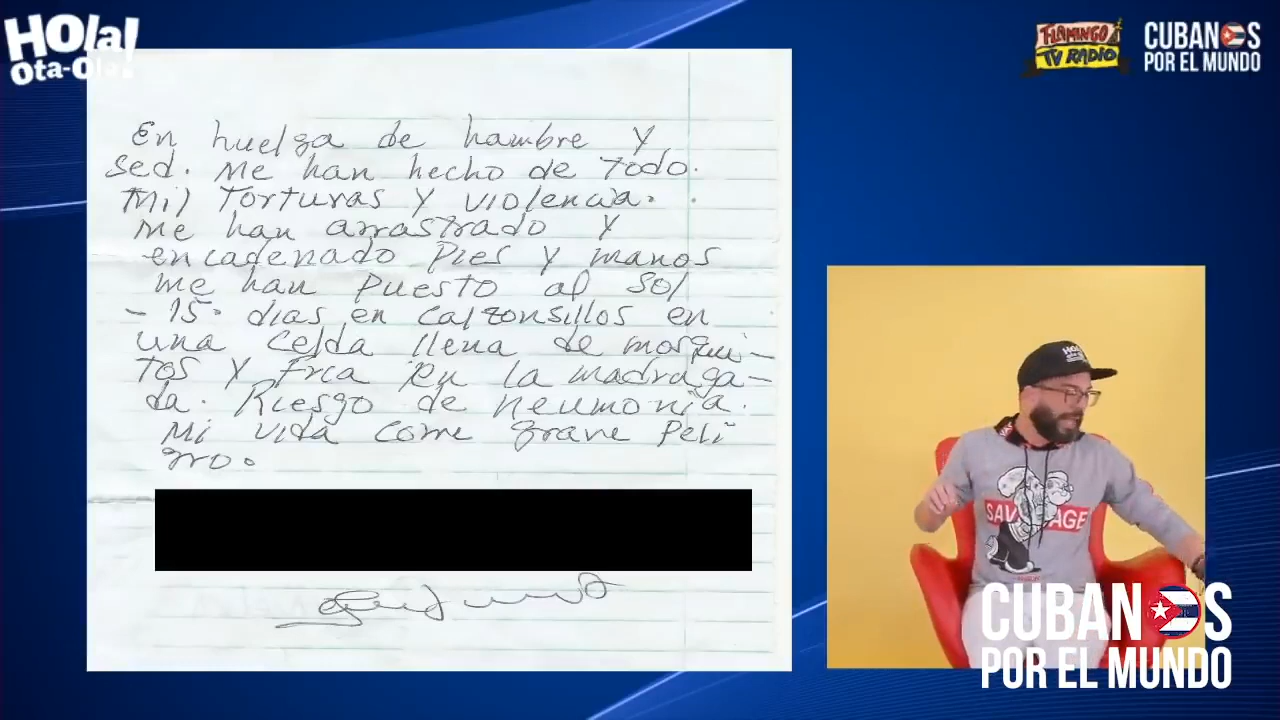 HOla!
Ota-Ola!
FLAMINGO
TV RADIO
CUBANOS
POR EL MUNDO
En huelga de hambre y
sed. Me han hecho de todo.
Mil Torturas y violencia.
Me han arrastrado y
encadenado Pies y manos
me han Puesto al Sol
- 15 dias en calzonsillos en
una celda llena de mosqui-
Tos y fria en la madraga-
da. Riesgo de neumonia.
Mi vida corre grave Peli
gro.
HOLA!
SAVAGE
CUBANOS
POR EL MUNDO